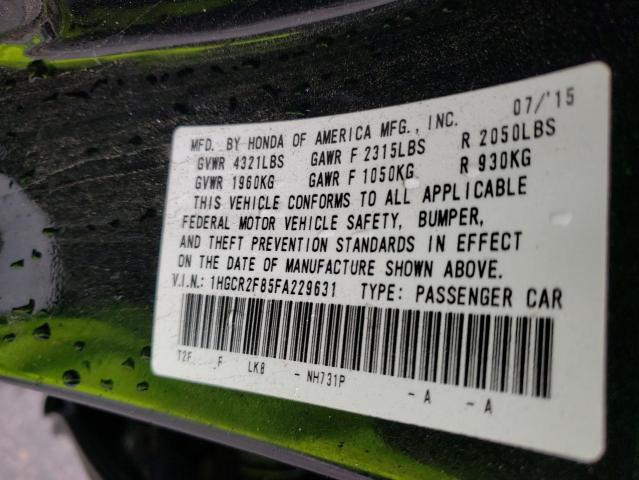 MFD. BY HONDA OF AMERICA MFG., INC. 07/'15
GVWR 4321LBS GAWR F 2315LBS R 2050LBS
GVWR 1960KG GAWR F 1050KG R 930KG
THIS VEHICLE CONFORMS TO ALL APPLICABLE
FEDERAL MOTOR VEHICLE SAFETY, BUMPER,
AND THEFT PREVENTION STANDARDS IN EFFECT
ON THE DATE OF MANUFACTURE SHOWN ABOVE.
V.I.N.: 1HGCR2F85FA229631 TYPE: PASSENGER CAR
T2F F LKB - NH731P - A - A